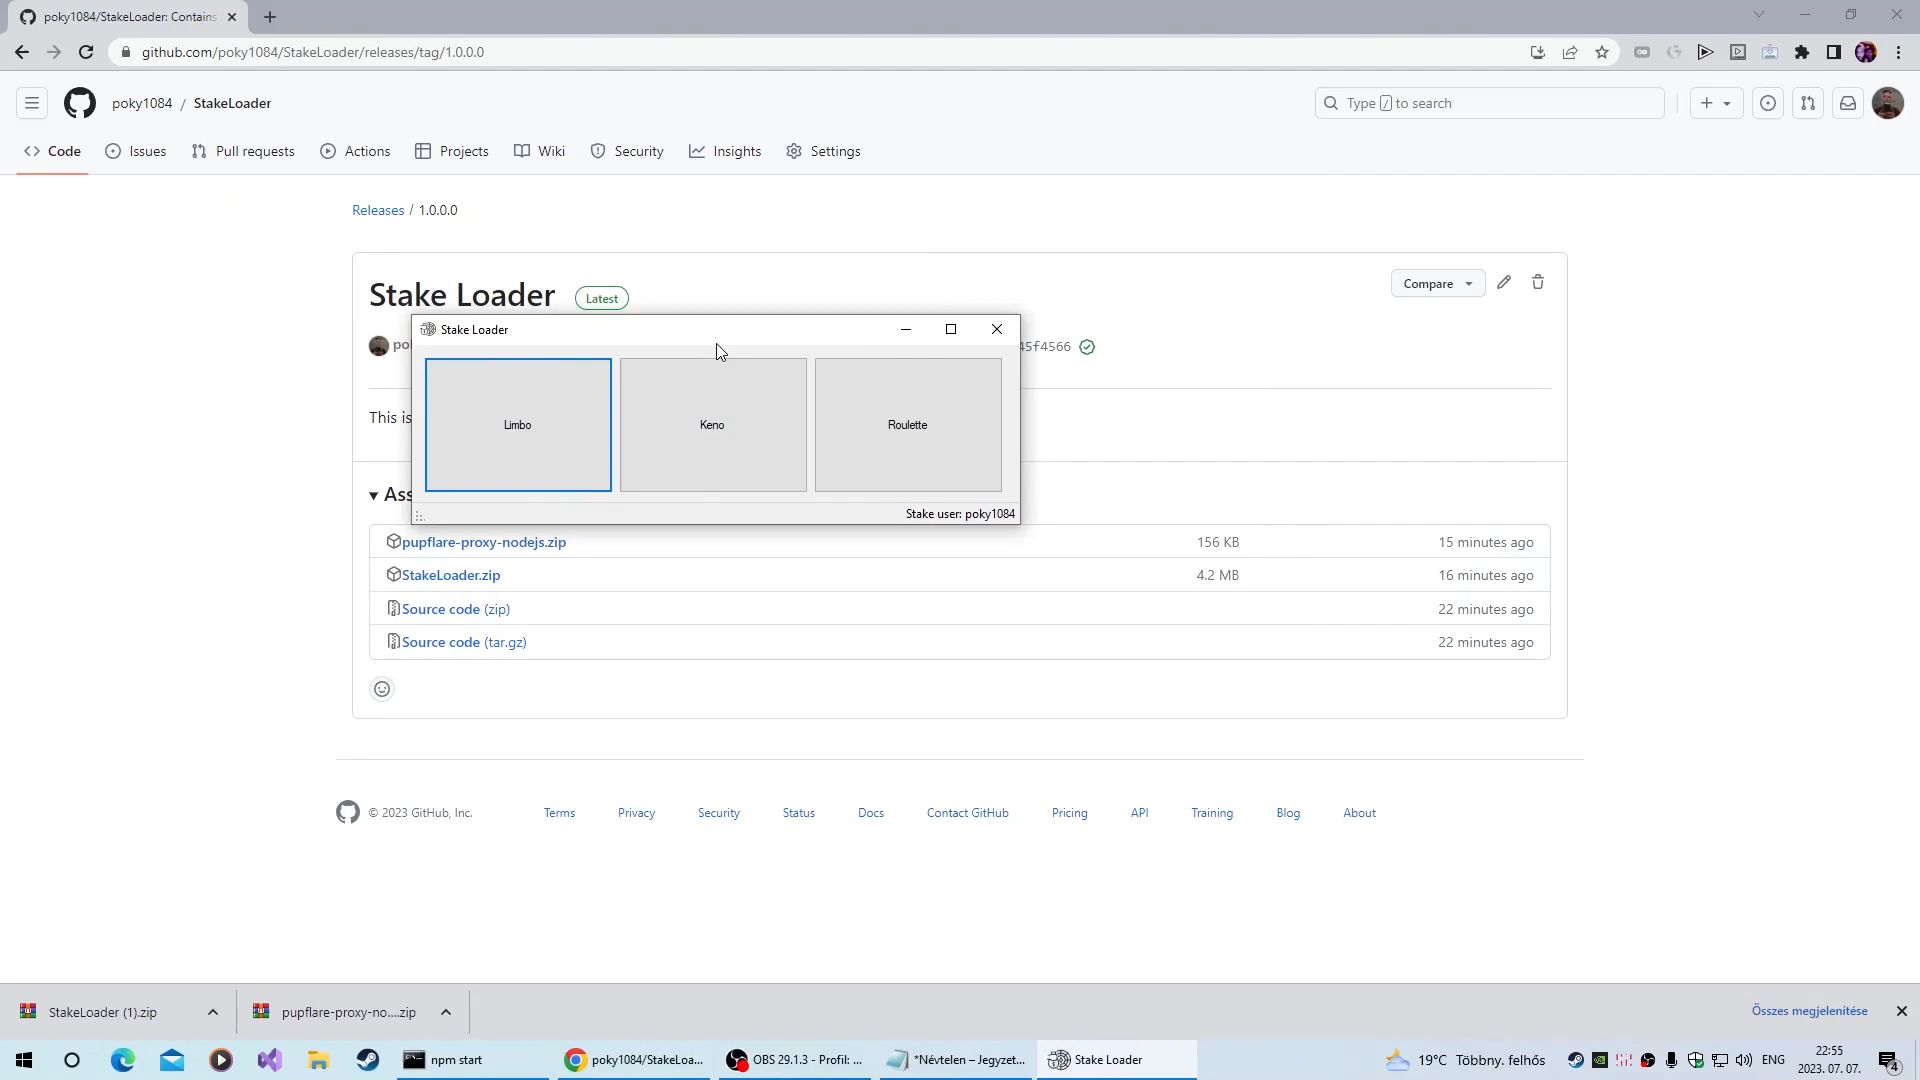 poky1084/StakeLoader: Contains
github.com/poky1084/StakeLoader/releases/tag/1.0.0.0
poky1084 / StakeLoader
Type / to search
Code
Issues
Pull requests
Actions
Projects
Wiki
Security
Insights
Settings
Releases / 1.0.0.0
Stake Loader
Latest
Compare
Stake Loader
45f4566
Limbo
Keno
Roulette
This is
Stake user: poky1084
pupflare-proxy-nodejs.zip
156 KB
15 minutes ago
StakeLoader.zip
4.2 MB
16 minutes ago
Source code (zip)
22 minutes ago
Source code (tar.gz)
22 minutes ago
© 2023 GitHub, Inc.
Terms
Privacy
Security
Status
Docs
Contact GitHub
Pricing
API
Training
Blog
About
StakeLoader (1).zip
pupflare-proxy-no....zip
Összes megjelenítése
npm start
poky1084/StakeLoa...
OBS 29.1.3 - Profil: ...
*Névtelen – Jegyzet...
Stake Loader
19°C Többny. felhős
ENG
22:55
2023. 07. 07.
4